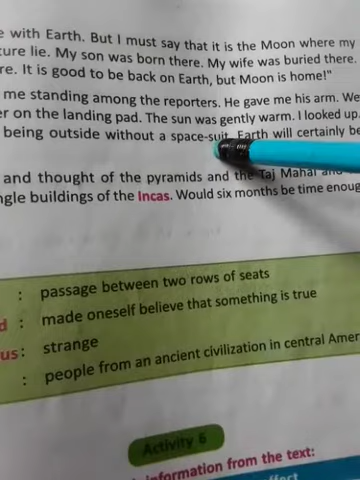 with Earth. But I must say that it is the Moon where my
ture lie. My son was born there. My wife was buried there.
re. It is good to be back on Earth, but Moon is home!"
me standing among the reporters. He gave me his arm. We
er on the landing pad. The sun was gently warm. I looked up.
being outside without a space-suit. Earth will certainly be
and thought of the pyramids and the Taj Mahal and
ngle buildings of the Incas. Would six months be time enoug
: passage between two rows of seats
d : made oneself believe that something is true
us: strange
: people from an ancient civilization in central Amer
Activity 6
information from the text: